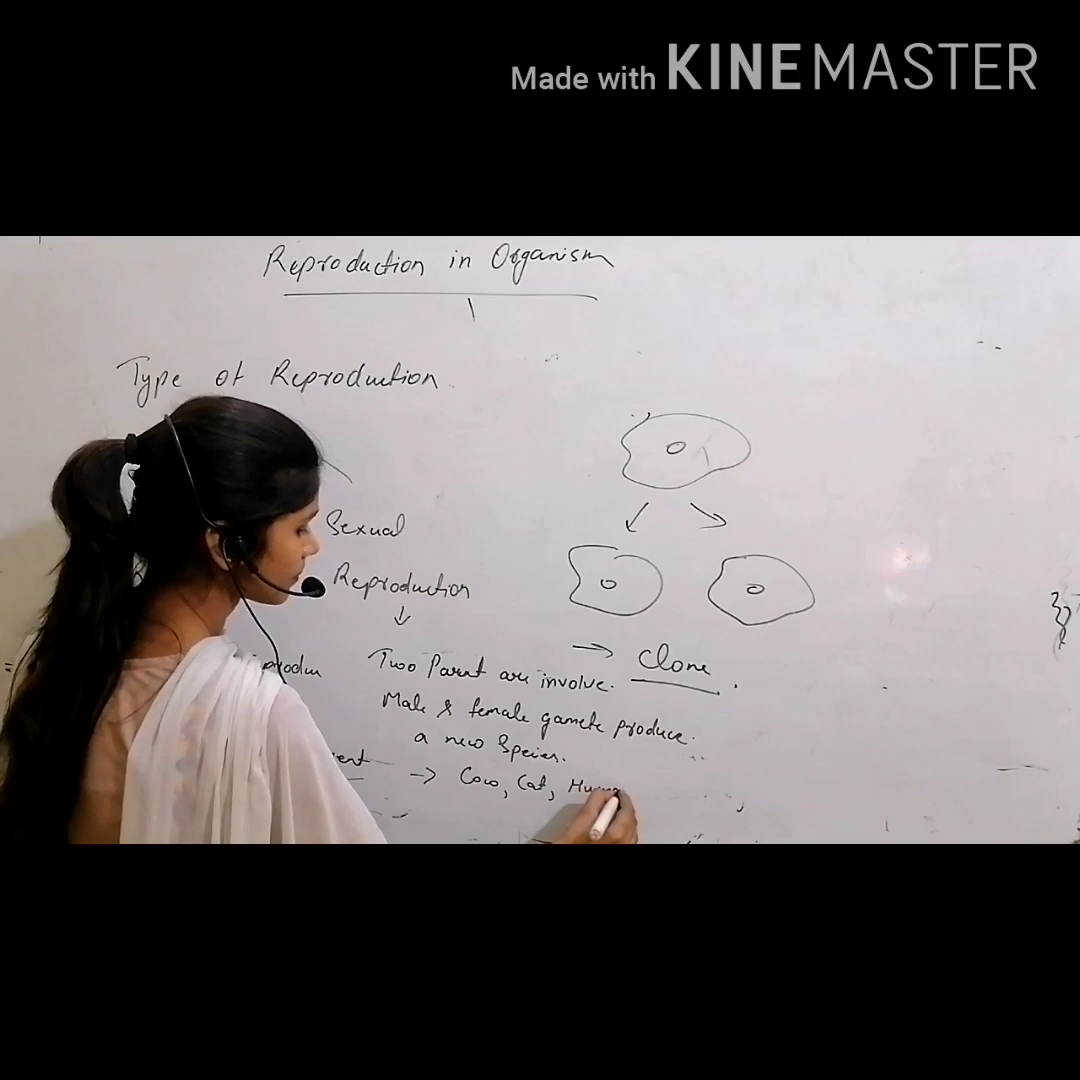 Made with KINEMASTER
Reproduction in Organism
Type of Reproduction
Sexual
Reproduction
Two Parent are involve.
Male & female gamete produce
a new Species.
→ Cow, Cat,
→ Clone.